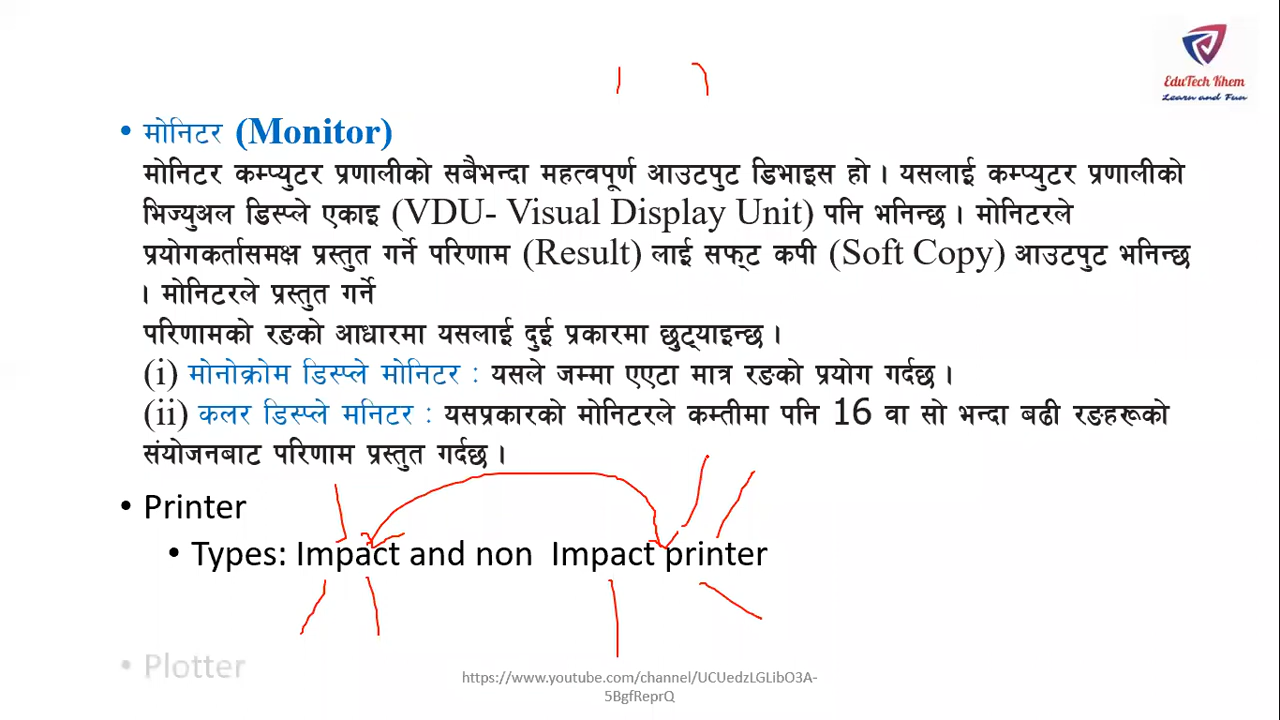 EduTech Khem
Learn and Fun
• मोनिटर (Monitor)
मोनिटर कम्प्युटर प्रणालीको सबैभन्दा महत्वपूर्ण आउटपुट डिभाइस हो । यसलाई कम्प्युटर प्रणालीको
भिज्युअल डिस्प्ले एकाइ (VDU- Visual Display Unit) पनि भनिन्छ । मोनिटरले
प्रयोगकर्तासमक्ष प्रस्तुत गर्ने परिणाम (Result) लाई सफ्ट कपी (Soft Copy) आउटपुट भनिन्छ
। मोनिटरले प्रस्तुत गर्ने
परिणामको रङको आधारमा यसलाई दुई प्रकारमा छुट्याइन्छ ।
(i) मोनोक्रोम डिस्प्ले मोनिटर : यसले जम्मा एएटा मात्र रङको प्रयोग गर्दछ ।
(ii) कलर डिस्प्ले मनिटर : यसप्रकारको मोनिटरले कम्तीमा पनि 16 वा सो भन्दा बढी रङहरूको
संयोजनबाट परिणाम प्रस्तुत गर्दछ ।
• Printer
• Types: Impact and non Impact printer
• Plotter
https://www.youtube.com/channel/UCUedzLGLibO3A-
5BgfReprQ